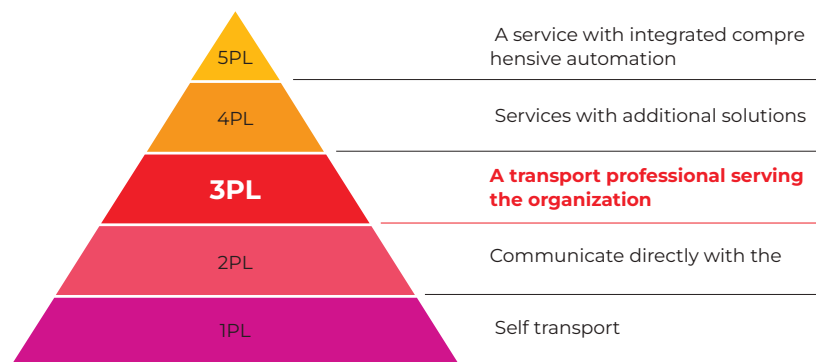 5PL
A service with integrated compre
hensive automation
4PL
Services with additional solutions
3PL
A transport professional serving
the organization
2PL
Communicate directly with the
1PL
Self transport